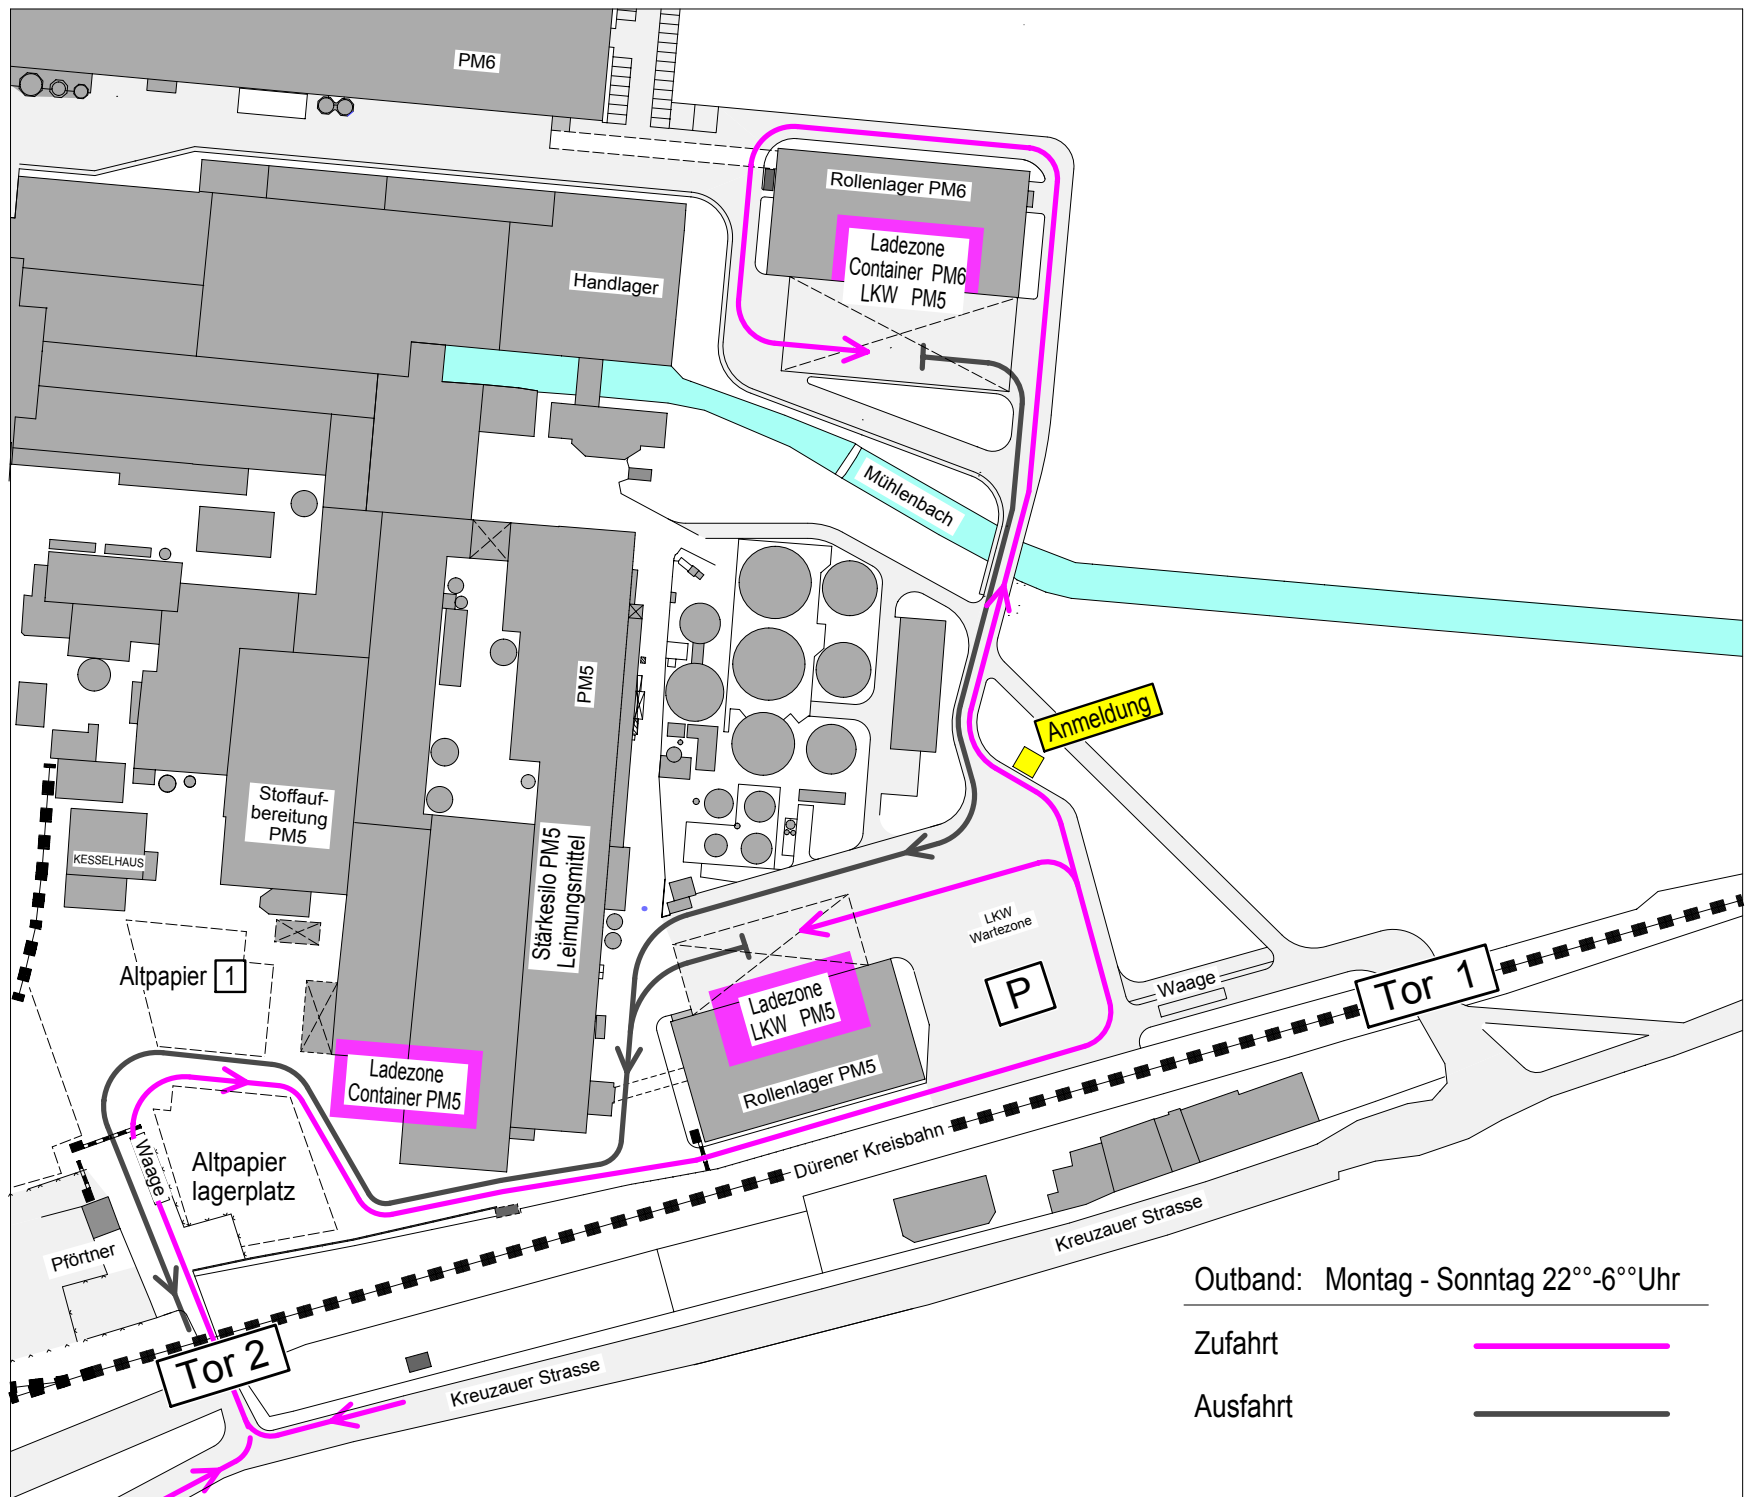 PM6
Rollenlager PM6
Ladezone
Container PM6
LKW PM5
Handlager
Mühlenbach
PM5
Anmeldung
Stoffauf-
bereitung
PM5
KESSELHAUS
Stärkesilo PM5
Leimungsmittel
LKW
Wartezone
P
Altpapier 1
Ladezone
LKW PM5
Waage
Tor 1
Ladezone
Container PM5
Rollenlager PM5
Dürener Kreisbahn
Waage
Altpapier
lagerplatz
Pförtner
Kreuzauer Strasse
Tor 2
Kreuzauer Strasse
Outband: Montag - Sonntag 22°°-6°°Uhr
Zufahrt
Ausfahrt